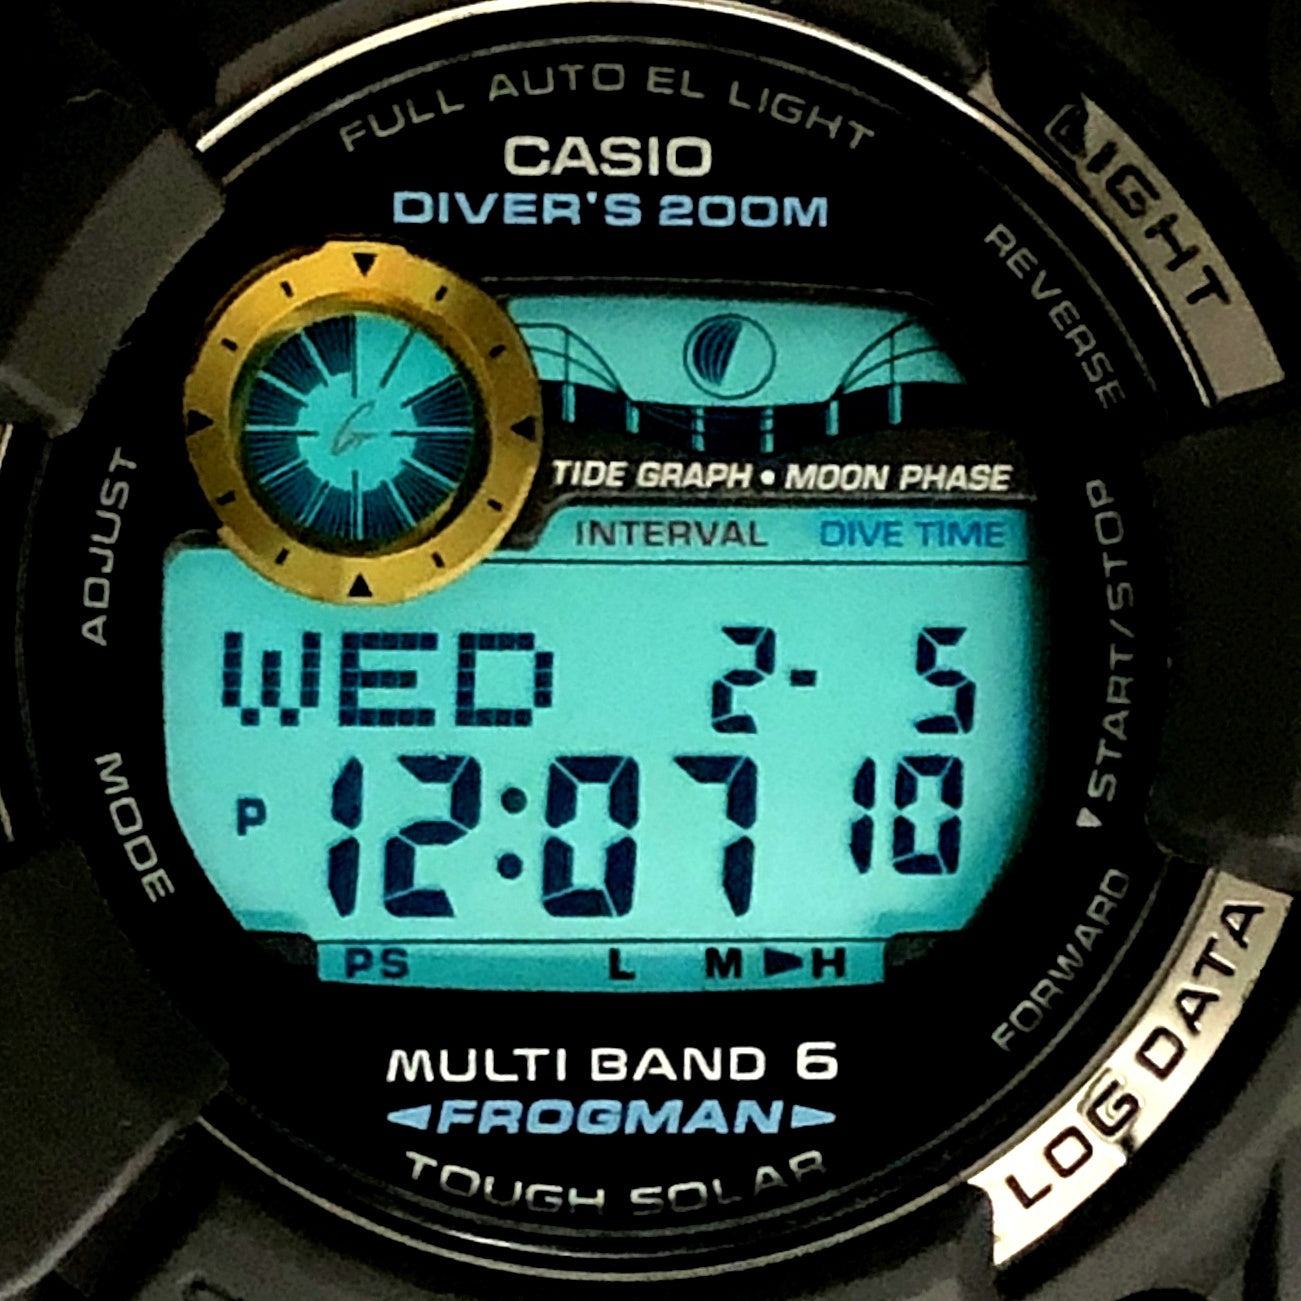 FULL AUTO EL LIGHT
CASIO
DIVER'S 200M
LIGHT
REVERSE
TIDE GRAPH • MOON PHASE
INTERVAL DIVE TIME
ADJUST
START/STOP
WED 2- 5
P 12:07 10
MODE
PS L M H
FORWARD
LOG DATA
MULTI BAND 6
FROGMAN
TOUGH SOLAR